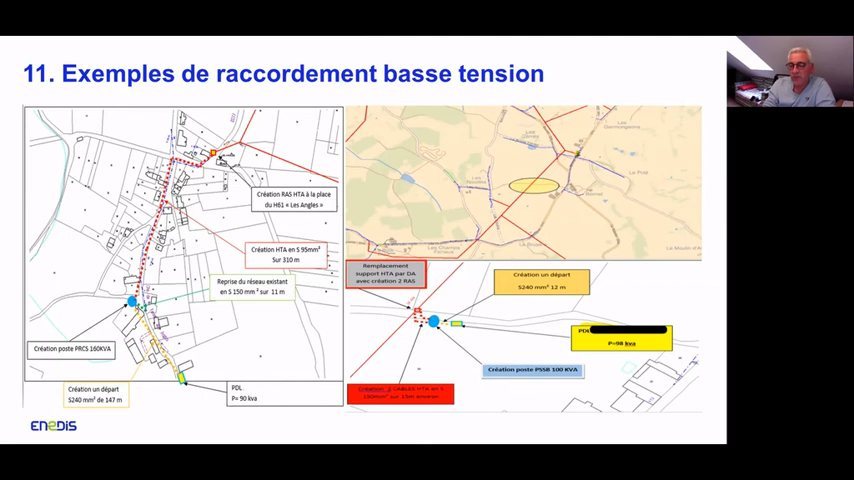 11. Exemples de raccordement basse tension
Création RAS HTA à la place
du H61 « Les Angles »
Création HTA en S 95mm²
Sur 310 m
Reprise du réseau existant
en S 150 mm² sur 11 m
Création poste PRCS 160KVA
Création un départ
S240 mm² de 147 m
PDL
P= 90 kva
Remplacement
support HTA par DA
avec création 2 RAS
Création un départ
S240 mm² 12 m
P=98 kva
Création poste PSSB 100 KVA
Création 2 CABLES HTA en S
150mm² sur 15m environ
ENEDIS